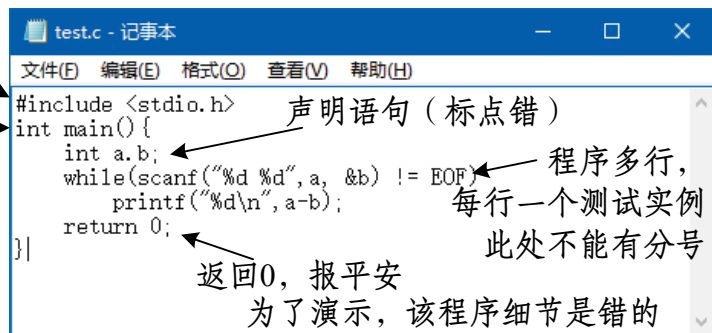 test.c - 记事本
文件(F) 编辑(E) 格式(O) 查看(V) 帮助(H)
#include <stdio.h>
声明语句（标点错）
int main(){
int a.b;
程序多行，
while(scanf("%d %d",a, &b) != EOF)
每行一个测试实例
printf("%d\n",a-b);
此处不能有分号
return 0;
}
返回0，报平安
为了演示，该程序细节是错的